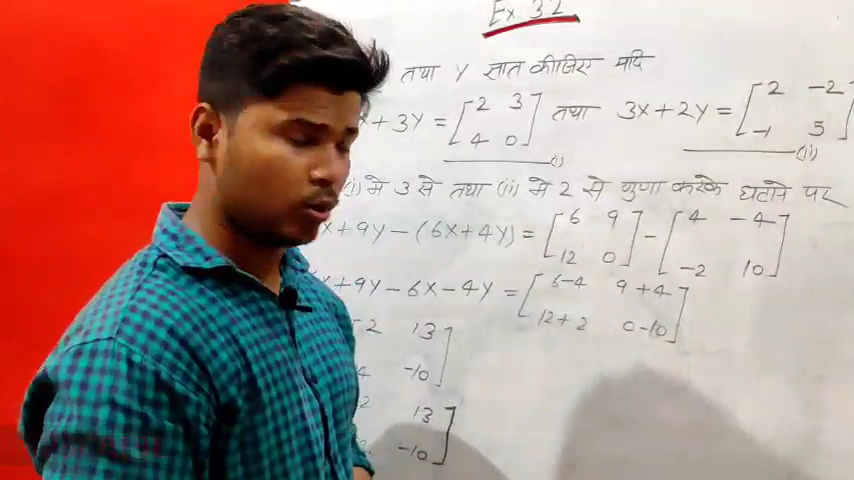 Ex. 3.2
तथा Y ज्ञात कीजिए यदि
x + 3Y = [2 3 4 0] तथा 3X + 2Y = [2 -2 -1 5]
(i) (ii)
(i) में 3 से तथा (ii) में 2 से गुणा करके घटाने पर
x + 9Y - (6X + 4Y) = [6 9 12 0] - [4 -4 -2 10]
x + 9Y - 6X - 4Y = [6-4 9+4 12+2 0-10]
2 13
4 -10]
2 13
-10]